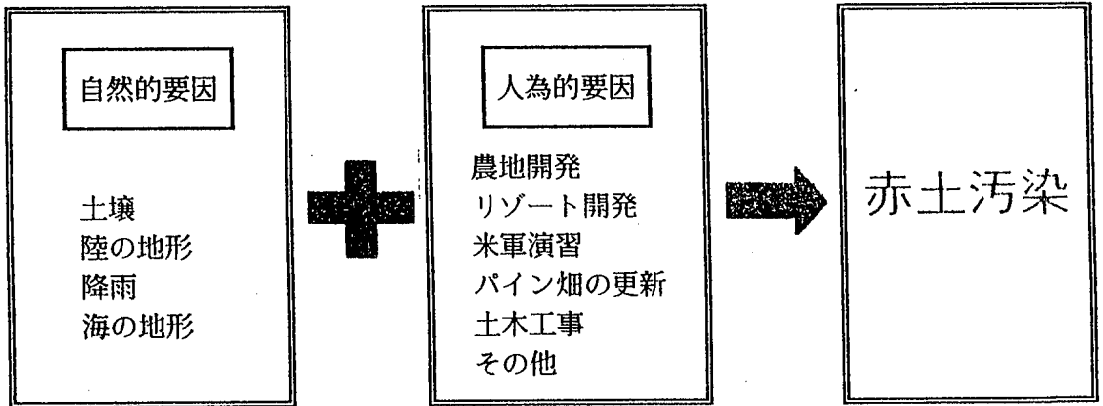 自然的要因
土壌
陸の地形
降雨
海の地形
人為的要因
農地開発
リゾート開発
米軍演習
パイン畑の更新
土木工事
その他
赤土汚染